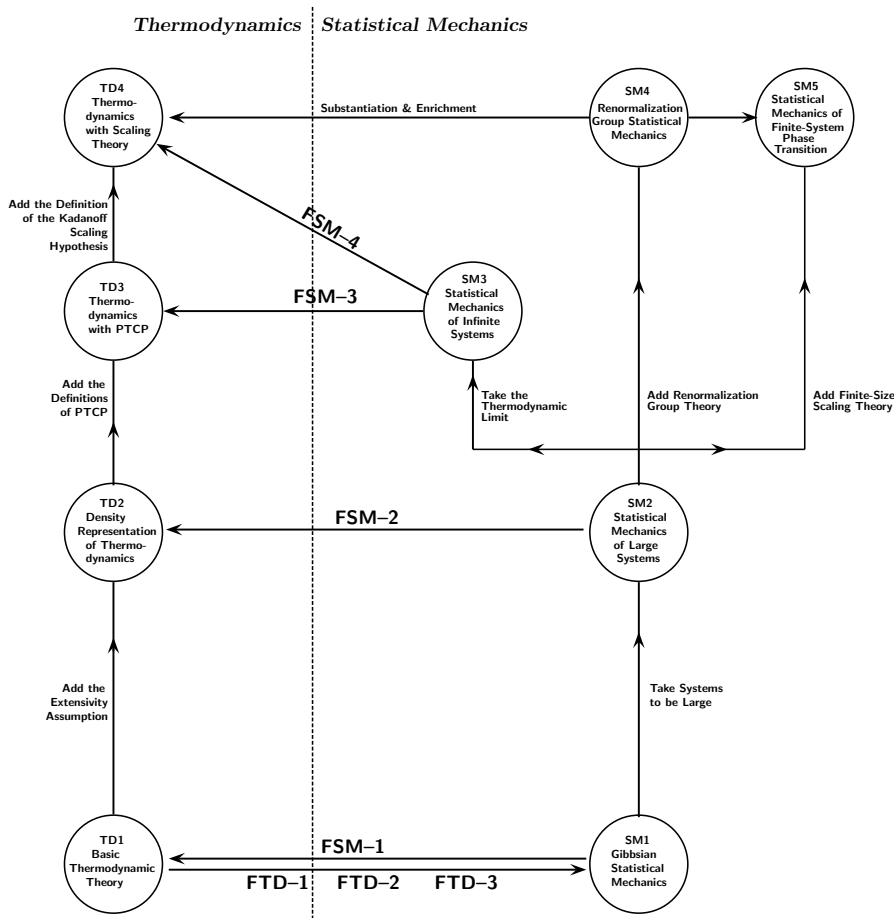 Thermodynamics
Statistical Mechanics
TD4
Thermo-
dynamics
with Scaling
Theory
Substantiation & Enrichment
SM4
Renormalization
Group Statistical
Mechanics
SM5
Statistical
Mechanics of
Finite-System
Phase
Transition
Add the Definition
of the Kadanoff
Scaling
Hypothesis
FSM–4
TD3
Thermo-
dynamics
with PTCP
FSM–3
SM3
Statistical
Mechanics
of Infinite
Systems
Add the
Definitions
of PTCP
Take the
Thermodynamic
Limit
Add Renormalization
Group Theory
Add Finite-Size
Scaling Theory
TD2
Density
Representation
of Thermo-
dynamics
FSM–2
SM2
Statistical
Mechanics
of Large
Systems
Add the
Extensivity
Assumption
Take Systems
to be Large
TD1
Basic
Thermodynamic
Theory
FSM–1
FTD–1
FTD–2
FTD–3
SM1
Gibbsian
Statistical
Mechanics